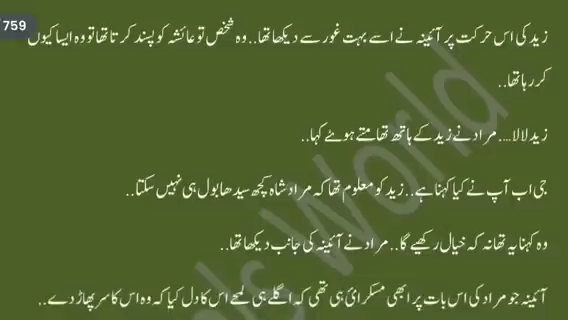 759
زید کی اس حرکت پر آئینہ نے اسے بہت غور سے دیکھا تھا.. وہ شخص تو عائشہ کو پسند کرتا تھا تو وہ ایسا کیوں
کر رہا تھا..
زید لالا.... مراد نے زید کے ہاتھ تھامتے ہوئے کہا..
جی اب آپ نے کیا کہنا ہے.. زید کو معلوم تھا کہ مراد شاہ کچھ سیدھا بول ہی نہیں سکتا..
وہ کہنا یہ تھا نہ کہ خیال رکھیے گا.. مراد نے آئینہ کی جانب دیکھا تھا..
آئینہ جو مراد کی اس بات پر ابھی مسکرائ ہی تھی کہ اگلے ہی لمحے اس کا دل کیا کہ وہ اس کا سر پھاڑ دے..
ls World